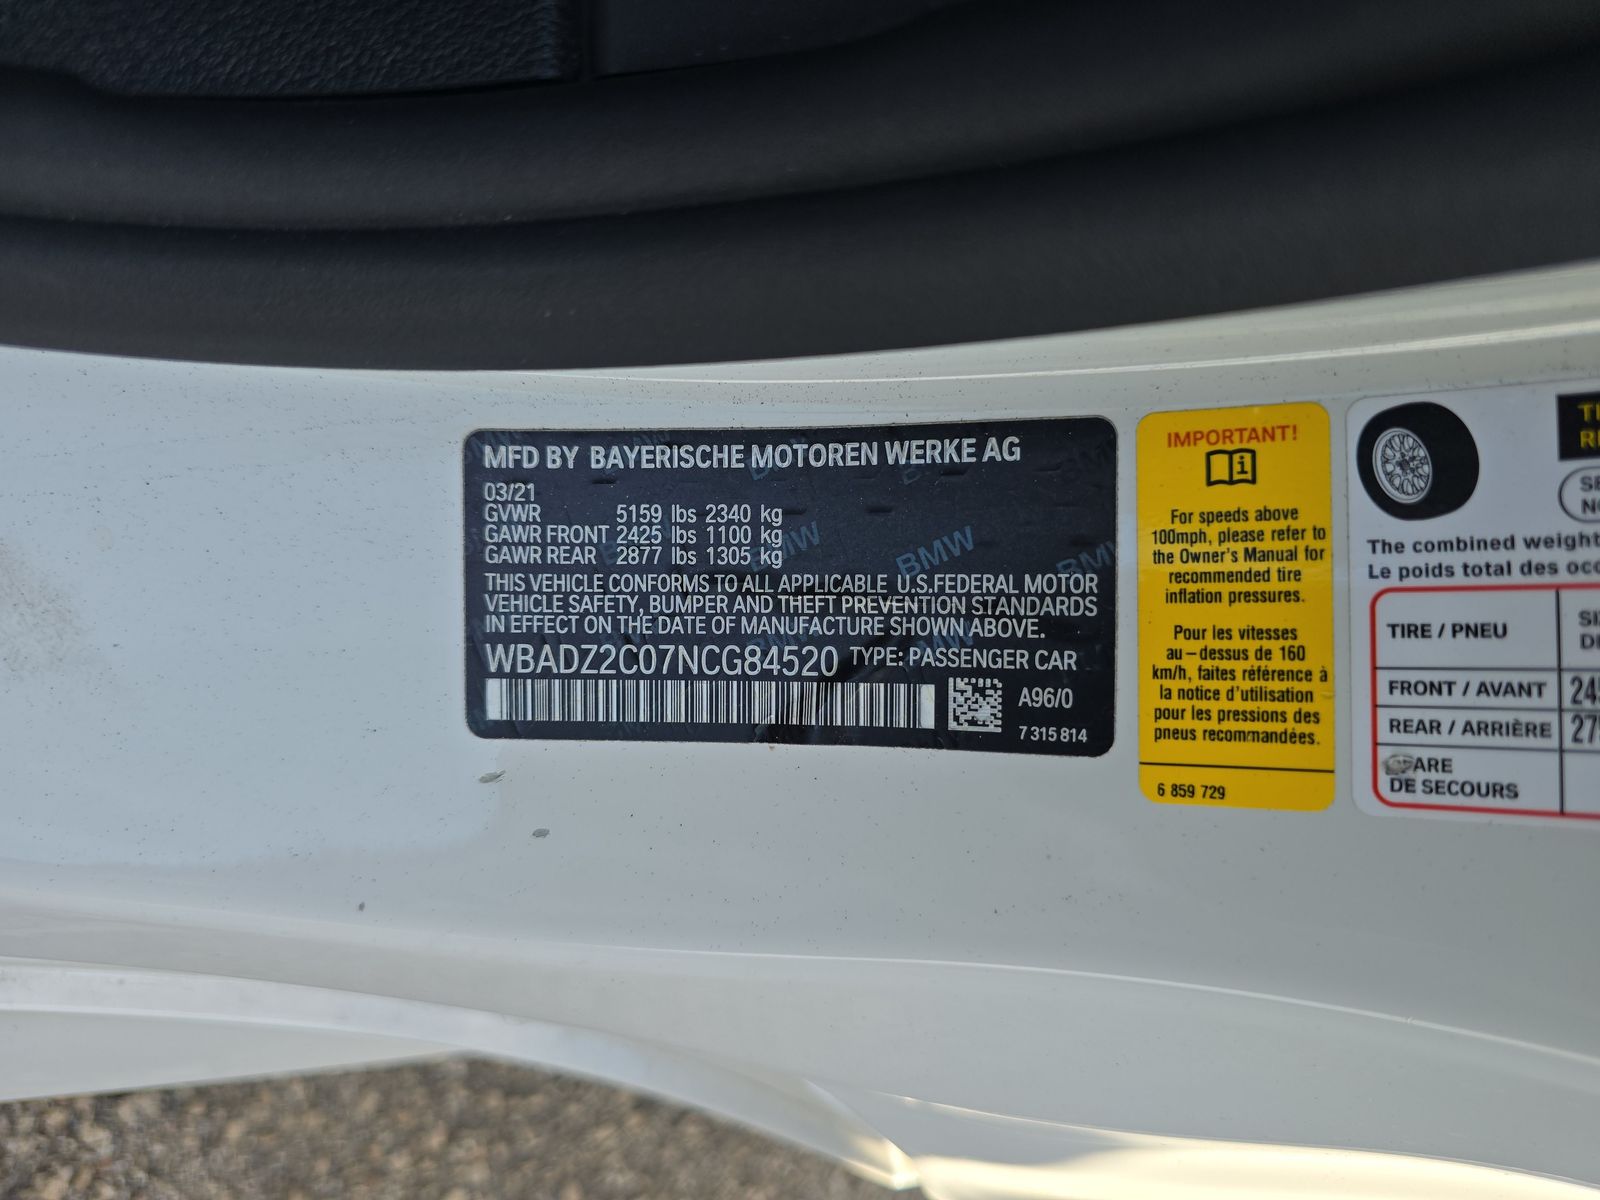 MFD BY BAYERISCHE MOTOREN WERKE AG
03/21
GVWR 5159 lbs 2340 kg
GAWR FRONT 2425 lbs 1100 kg
GAWR REAR 2877 lbs 1305 kg
THIS VEHICLE CONFORMS TO ALL APPLICABLE U.S.FEDERAL MOTOR
VEHICLE SAFETY, BUMPER AND THEFT PREVENTION STANDARDS
IN EFFECT ON THE DATE OF MANUFACTURE SHOWN ABOVE.
WBADZ2C07NCG84520 TYPE: PASSENGER CAR
A96/0
7 315 814
BMW
BMW
BMW
IMPORTANT!
For speeds above
100mph, please refer to
the Owner's Manual for
recommended tire
inflation pressures.
Pour les vitesses
au-dessus de 160
km/h, faites référence à
la notice d'utilisation
pour les pressions des
pneus recommandées.
6 859 729
The combined weight
Le poids total des
TIRE / PNEU
FRONT / AVANT
REAR / ARRIÈRE
DE SECOURS